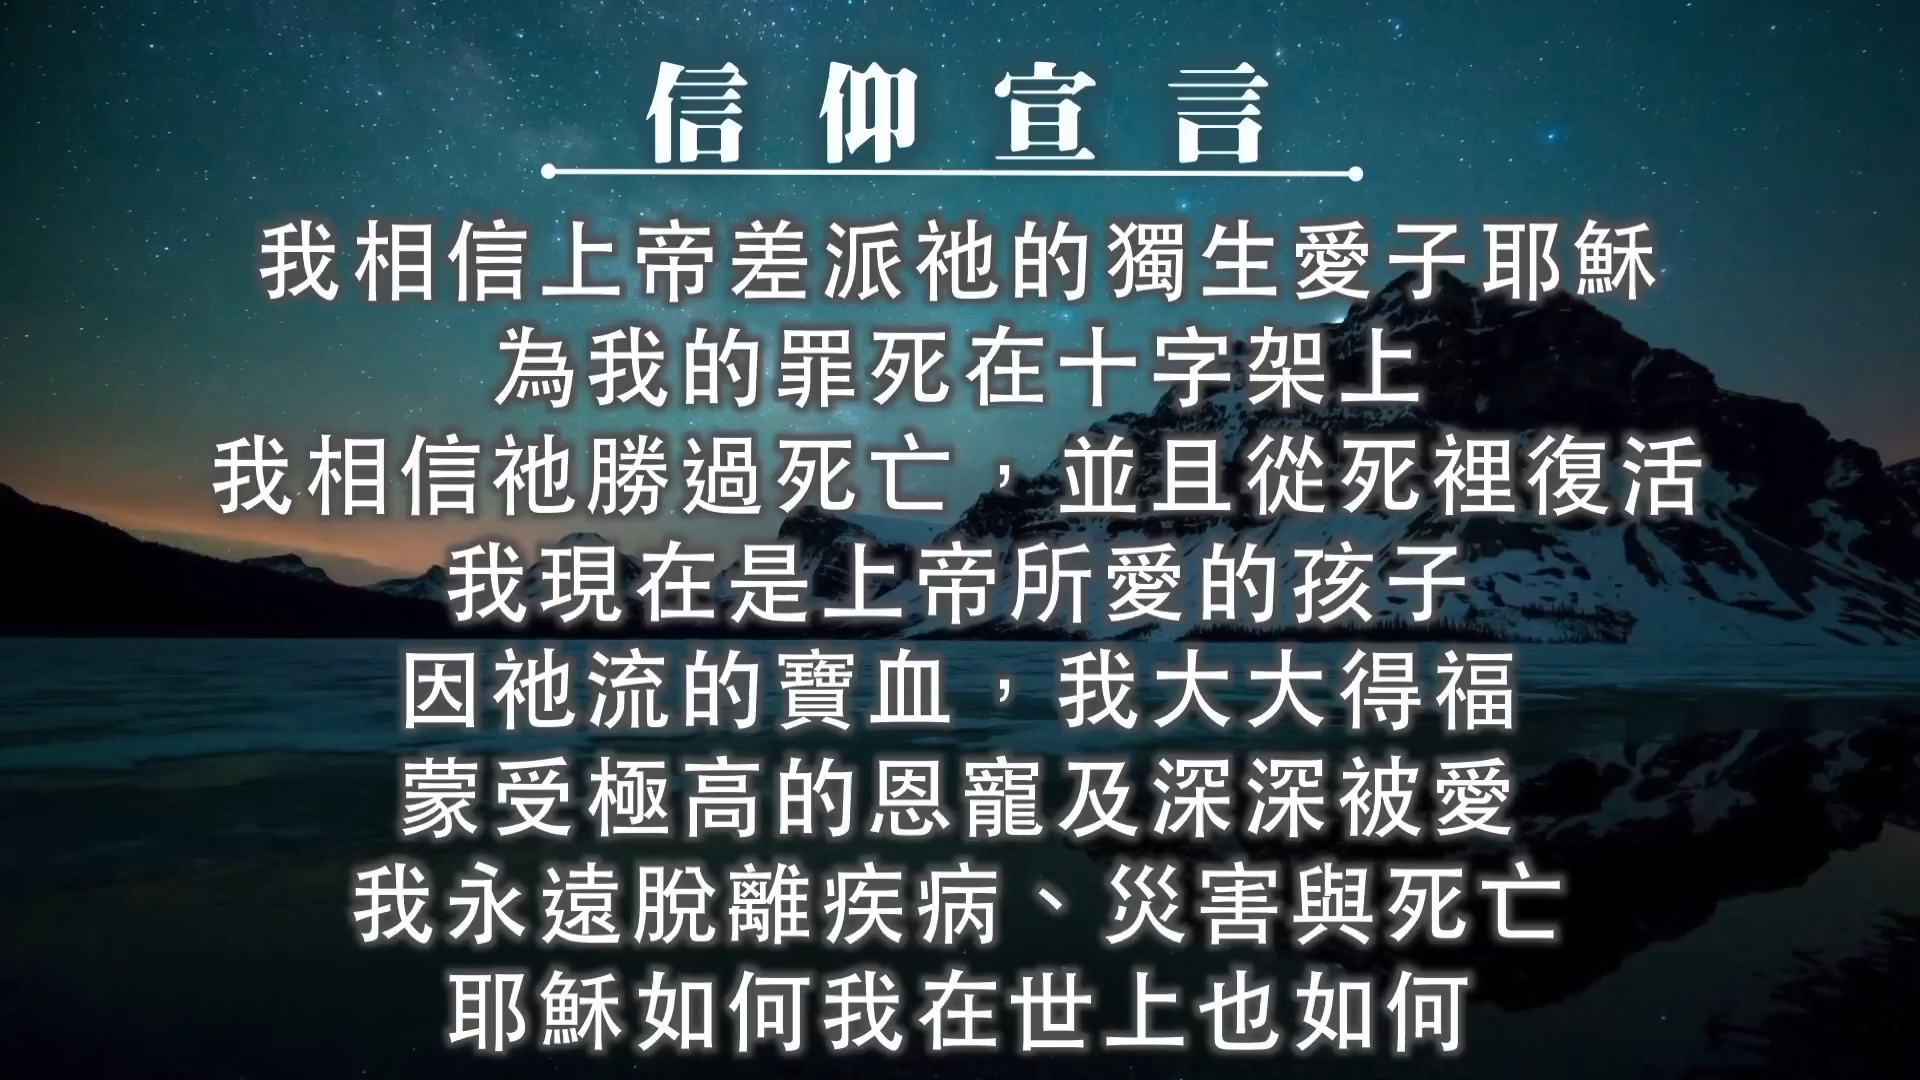 信仰宣言
我相信上帝差派祂的獨生愛子耶穌
為我的罪死在十字架上
我相信祂勝過死亡，並且從死裡復活
我現在是上帝所愛的孩子
因祂流的寶血，我大大得福
蒙受極高的恩寵及深深被愛
我永遠脫離疾病、災害與死亡
耶穌如何我在世上也如何